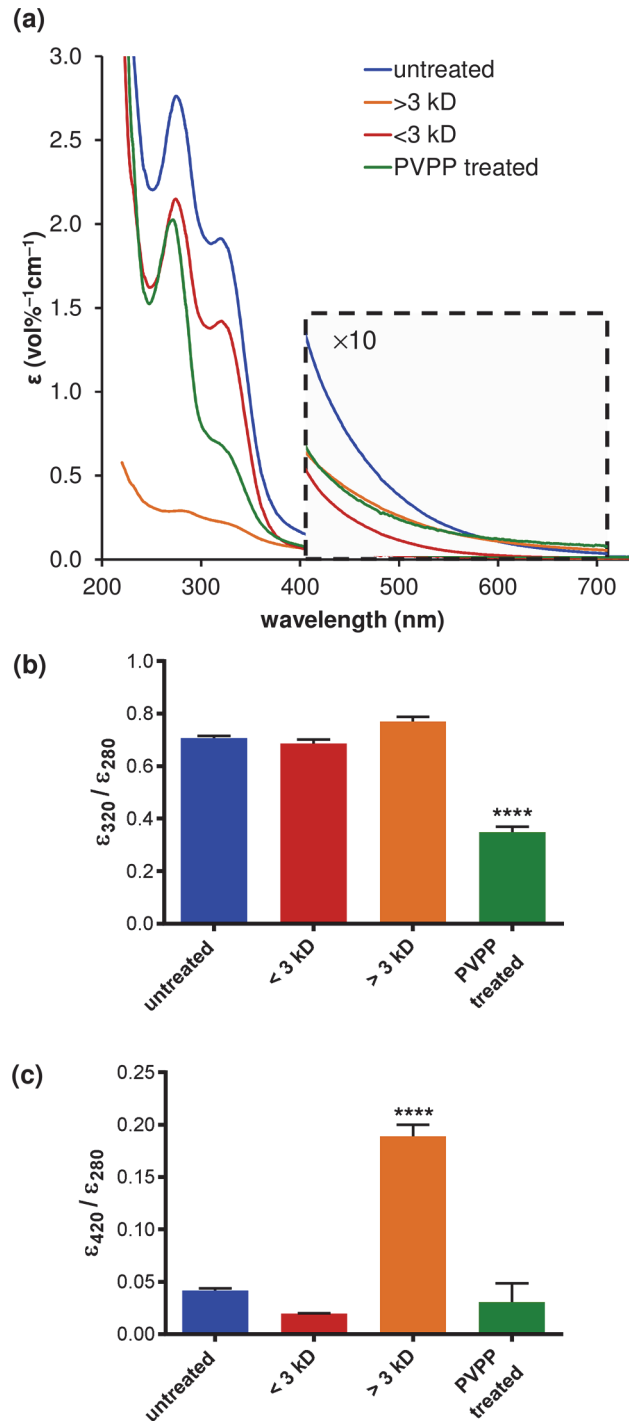 (a)
3.0
2.5
2.0
1.5
1.0
0.5
0.0
ε (vol%⁻¹cm⁻¹)
untreated
>3 kD
<3 kD
PVPP treated
×10
200 300 400 500 600 700
wavelength (nm)
(b)
1.0
0.8
0.6
0.4
0.2
0.0
ε₃₂₀ / ε₂₈₀
****
untreated
< 3 kD
> 3 kD
PVPP
treated
(c)
0.25
0.20
0.15
0.10
0.05
0.00
ε₄₂₀ / ε₂₈₀
****
untreated
< 3 kD
> 3 kD
PVPP
treated